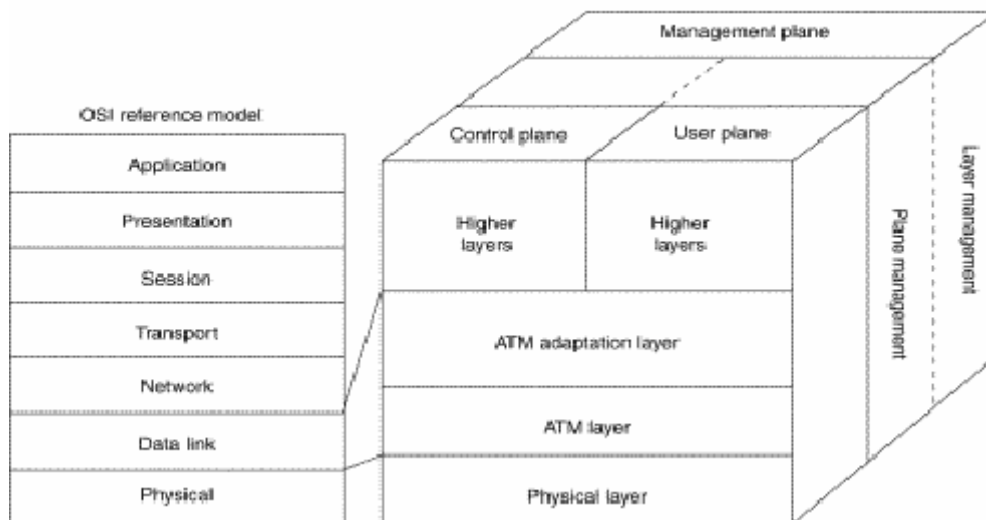 Management plane
OSI reference model
Control plane
User plane
Application
Presentation
Session
Transport
Network
Data link
Physical
Higher
layers
Higher
layers
ATM adaptation layer
ATM layer
Physical layer
Plane management
Layer management